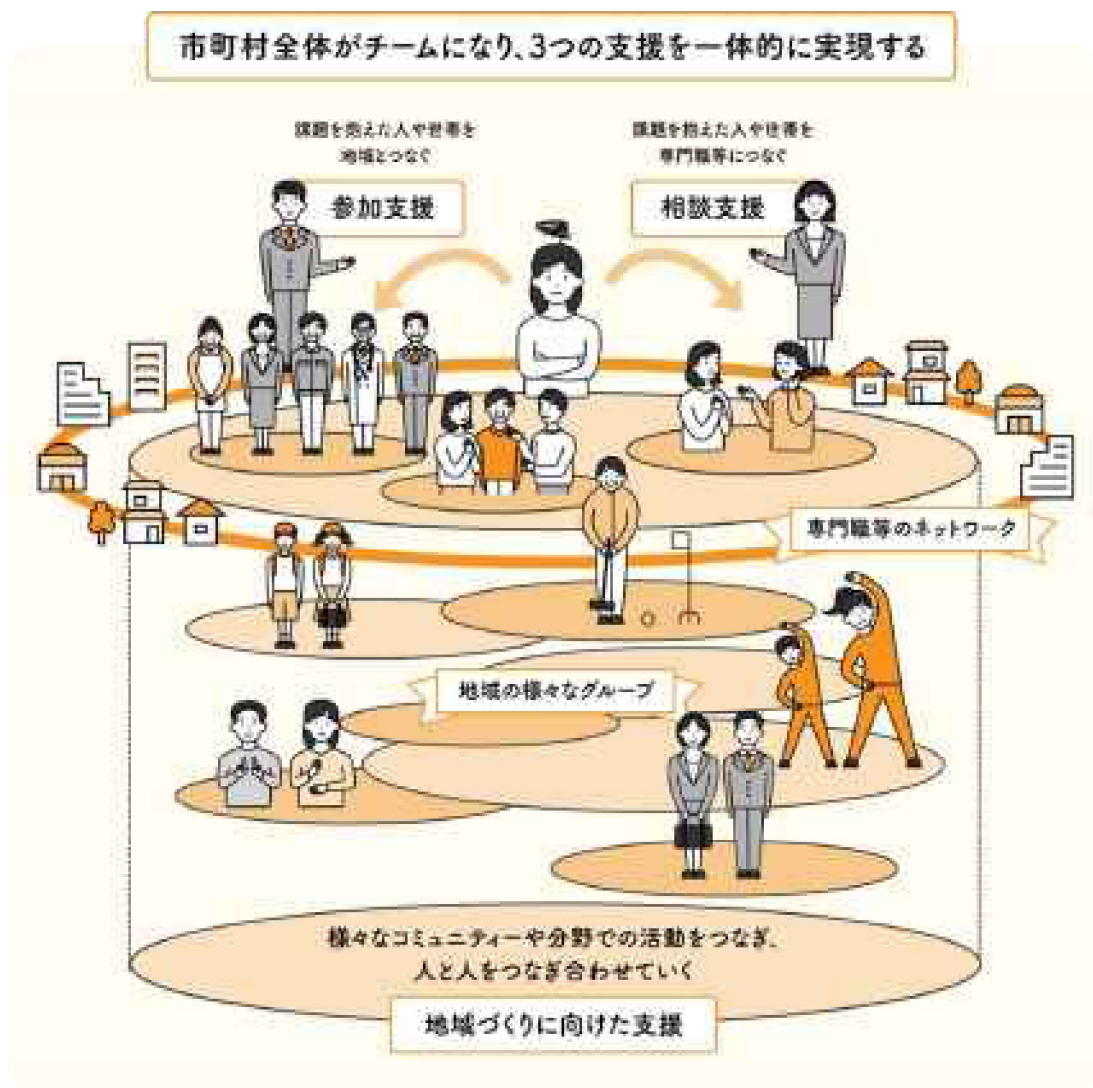 市町村全体がチームになり、3つの支援を一体的に実現する
課題を抱えた人や世帯を
地域とつなぐ
参加支援
課題を抱えた人や世帯を
専門職等につなぐ
相談支援
専門職等のネットワーク
地域の様々なグループ
様々なコミュニティーや分野での活動をつなぎ、
人と人をつなぎ合わせていく
地域づくりに向けた支援